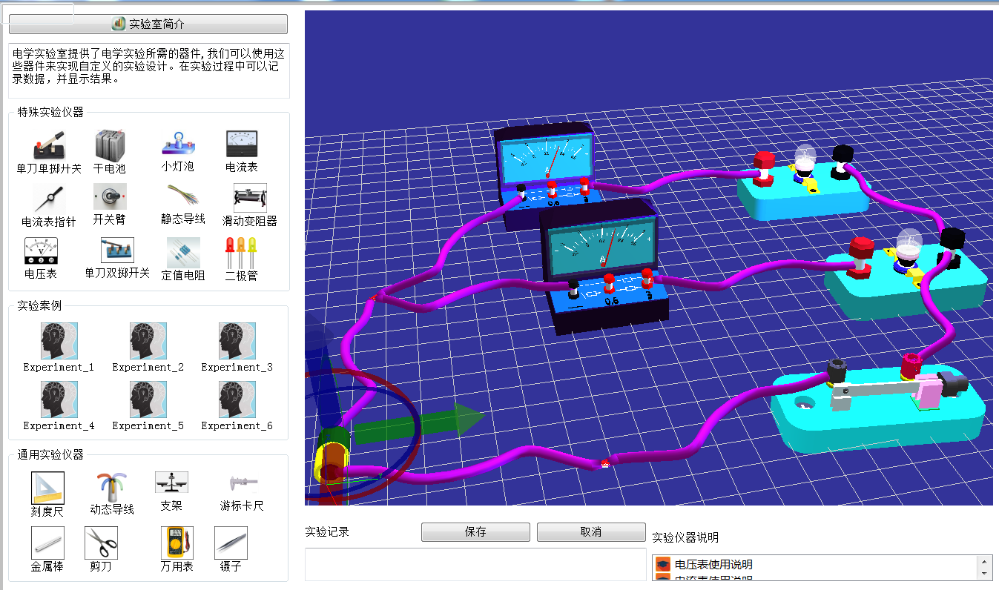 实验室简介
电学实验室提供了电学实验所需的器件,我们可以使用这
些器件来实现自定义的实验设计。在实验过程中可以记
录数据，并显示结果。
特殊实验仪器
单刀单掷开关
干电池
小灯泡
电流表
电流表指针
开关臂
静态导线
滑动变阻器
电压表
单刀双掷开关
定值电阻
二极管
实验案例
Experiment_1
Experiment_2
Experiment_3
Experiment_4
Experiment_5
Experiment_6
通用实验仪器
刻度尺
动态导线
支架
游标卡尺
金属棒
剪刀
万用表
镊子
A
A
0.6
3
实验记录
保存
取消
实验仪器说明
电压表使用说明
电流表使用说明